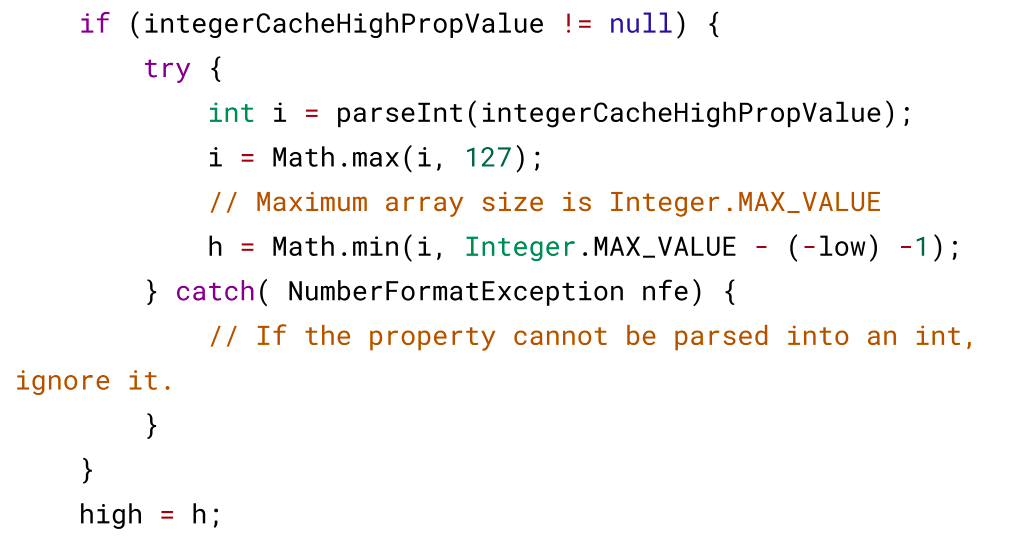 if (integerCacheHighPropValue != null) {
        try {
            int i = parseInt(integerCacheHighPropValue);
            i = Math.max(i, 127);
            // Maximum array size is Integer.MAX_VALUE
            h = Math.min(i, Integer.MAX_VALUE - (-low) -1);
        } catch( NumberFormatException nfe) {
            // If the property cannot be parsed into an int,
ignore it.
        }
    }
    high = h;